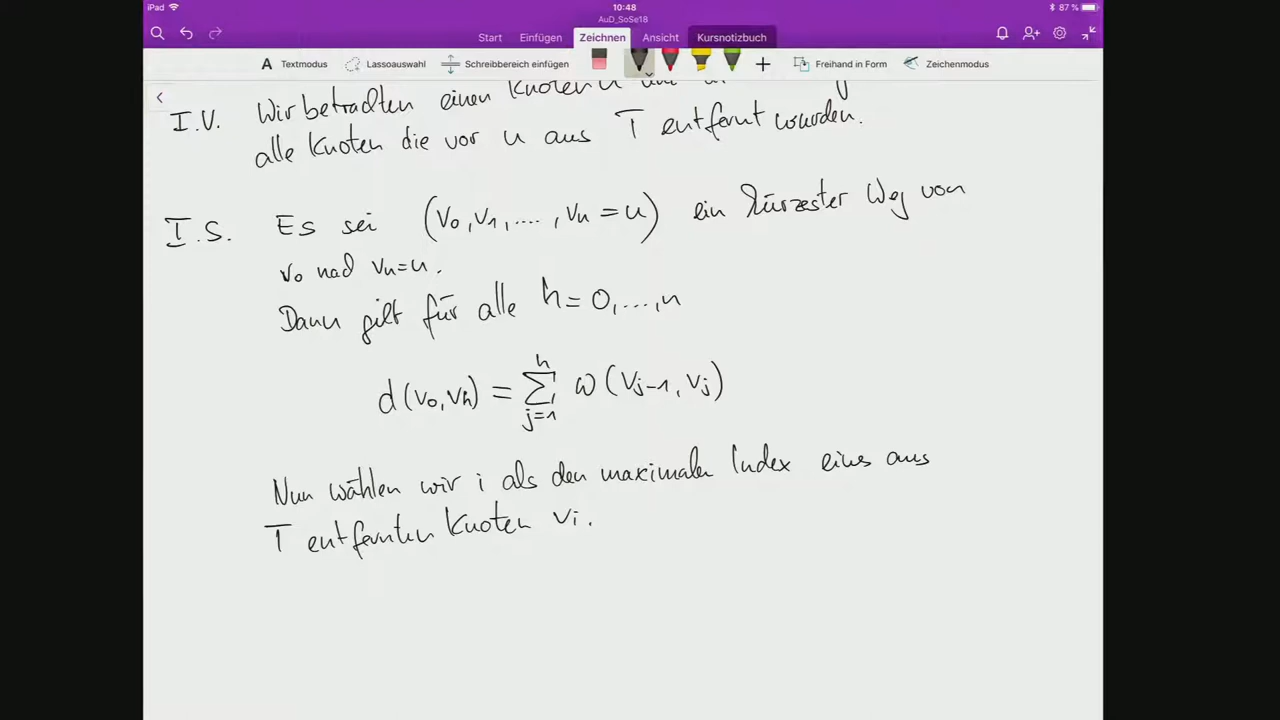 iPad 10:48 87 %
AuD_SoSe18
Start Einfügen Zeichnen Ansicht Kursnotizbuch
Textmodus Lassoauswahl Schreibbereich einfügen Freihand in Form Zeichenmodus
I.V. Wir betrachten einen Knoten u
alle Knoten die vor u aus T entfernt wurden.
I.S. Es sei (v₀, v₁, ...., vₙ = u) ein kürzester Weg von
v₀ nach vₙ = u.
Dann gilt für alle h = 0, ..., n
d(v₀, vₕ) = ∑_{j=1}^{h} ω(v_{j-1}, v_j)
Nun wählen wir i als den maximalen Index eines aus
T entfernten Knoten vᵢ.